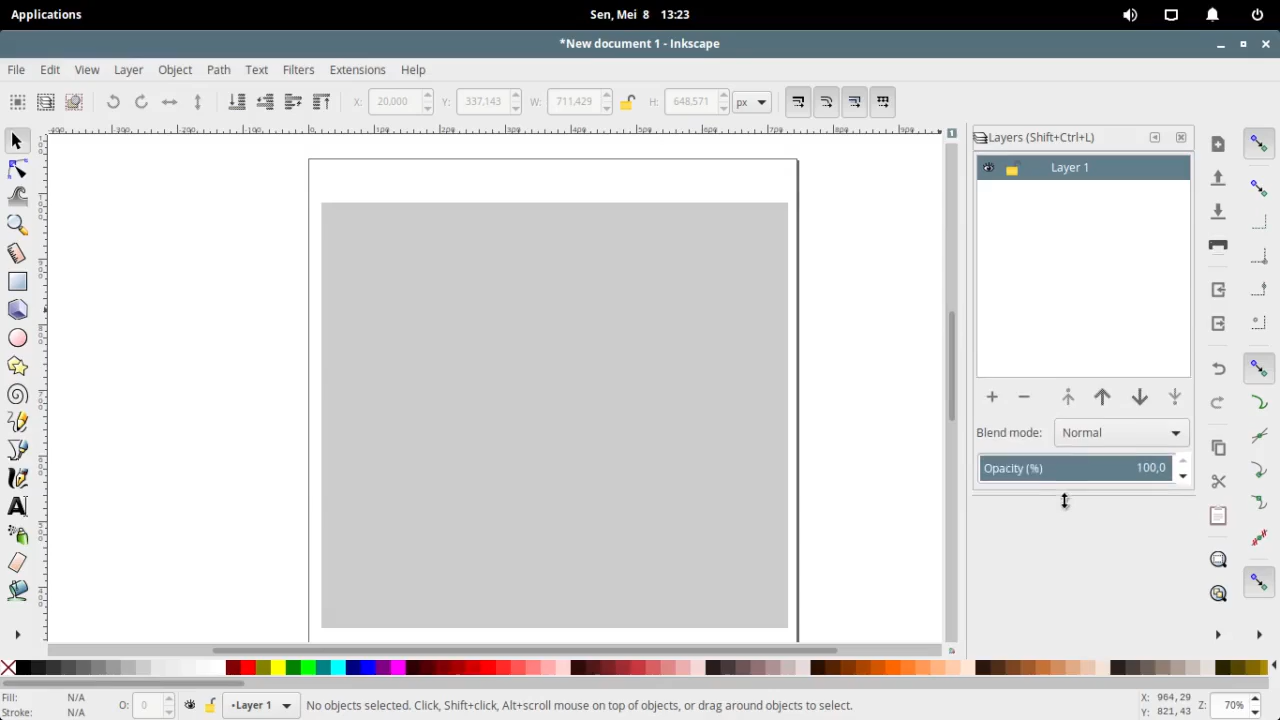 Applications
Sen, Mei 8 13:23
*New document 1 - Inkscape
File Edit View Layer Object Path Text Filters Extensions Help
X: 20,000 Y: 337,143 W: 711,429 H: 648,571 px
Layers (Shift+Ctrl+L)
Layer 1
Blend mode: Normal
Opacity (%) 100,0
Fill: N/A
Stroke: N/A
O: 0
•Layer 1
No objects selected. Click, Shift+click, Alt+scroll mouse on top of objects, or drag around objects to select.
X: 964,29
Y: 821,43
Z: 70%